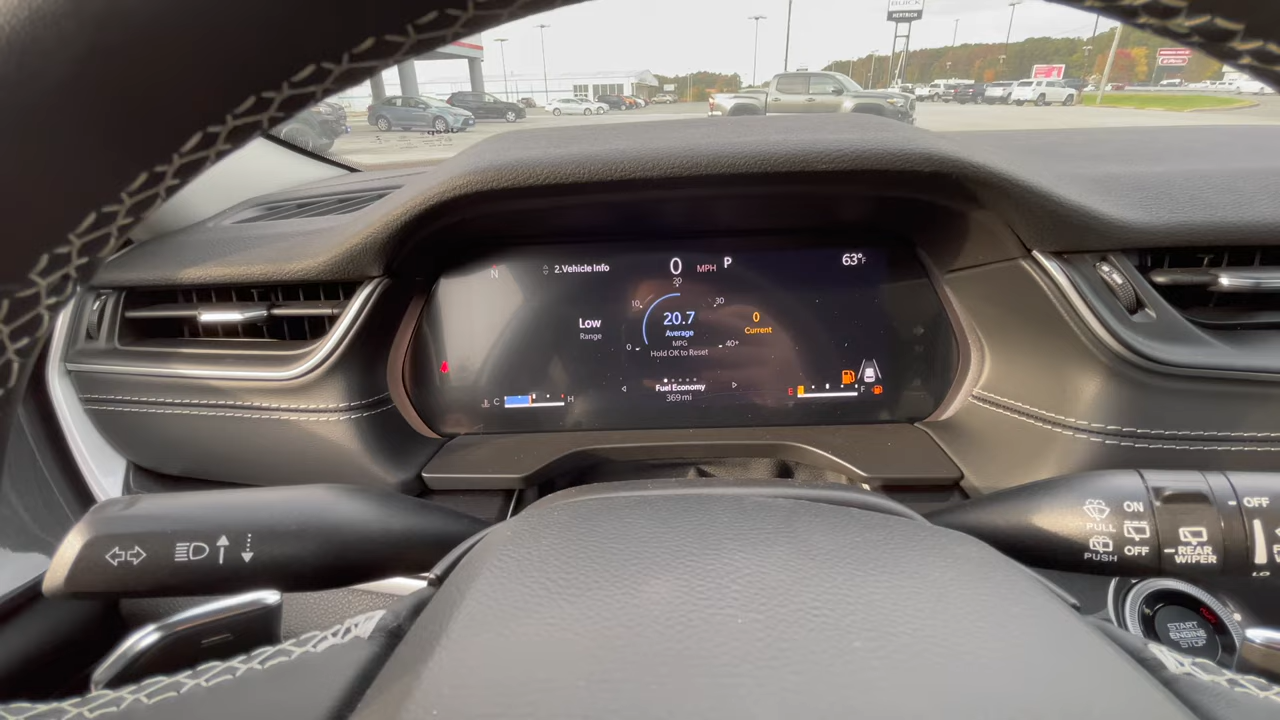 BUICK
HERTRICH
N
2.Vehicle Info
0 MPH P
63°F
20
10
30
Low
Range
20.7
Average
MPG
0
Current
0
40+
Hold OK to Reset
Fuel Economy
369 mi
C H
E F
ON
PULL
PUSH
OFF
REAR
WIPER
OFF
LO
START
ENGINE
STOP